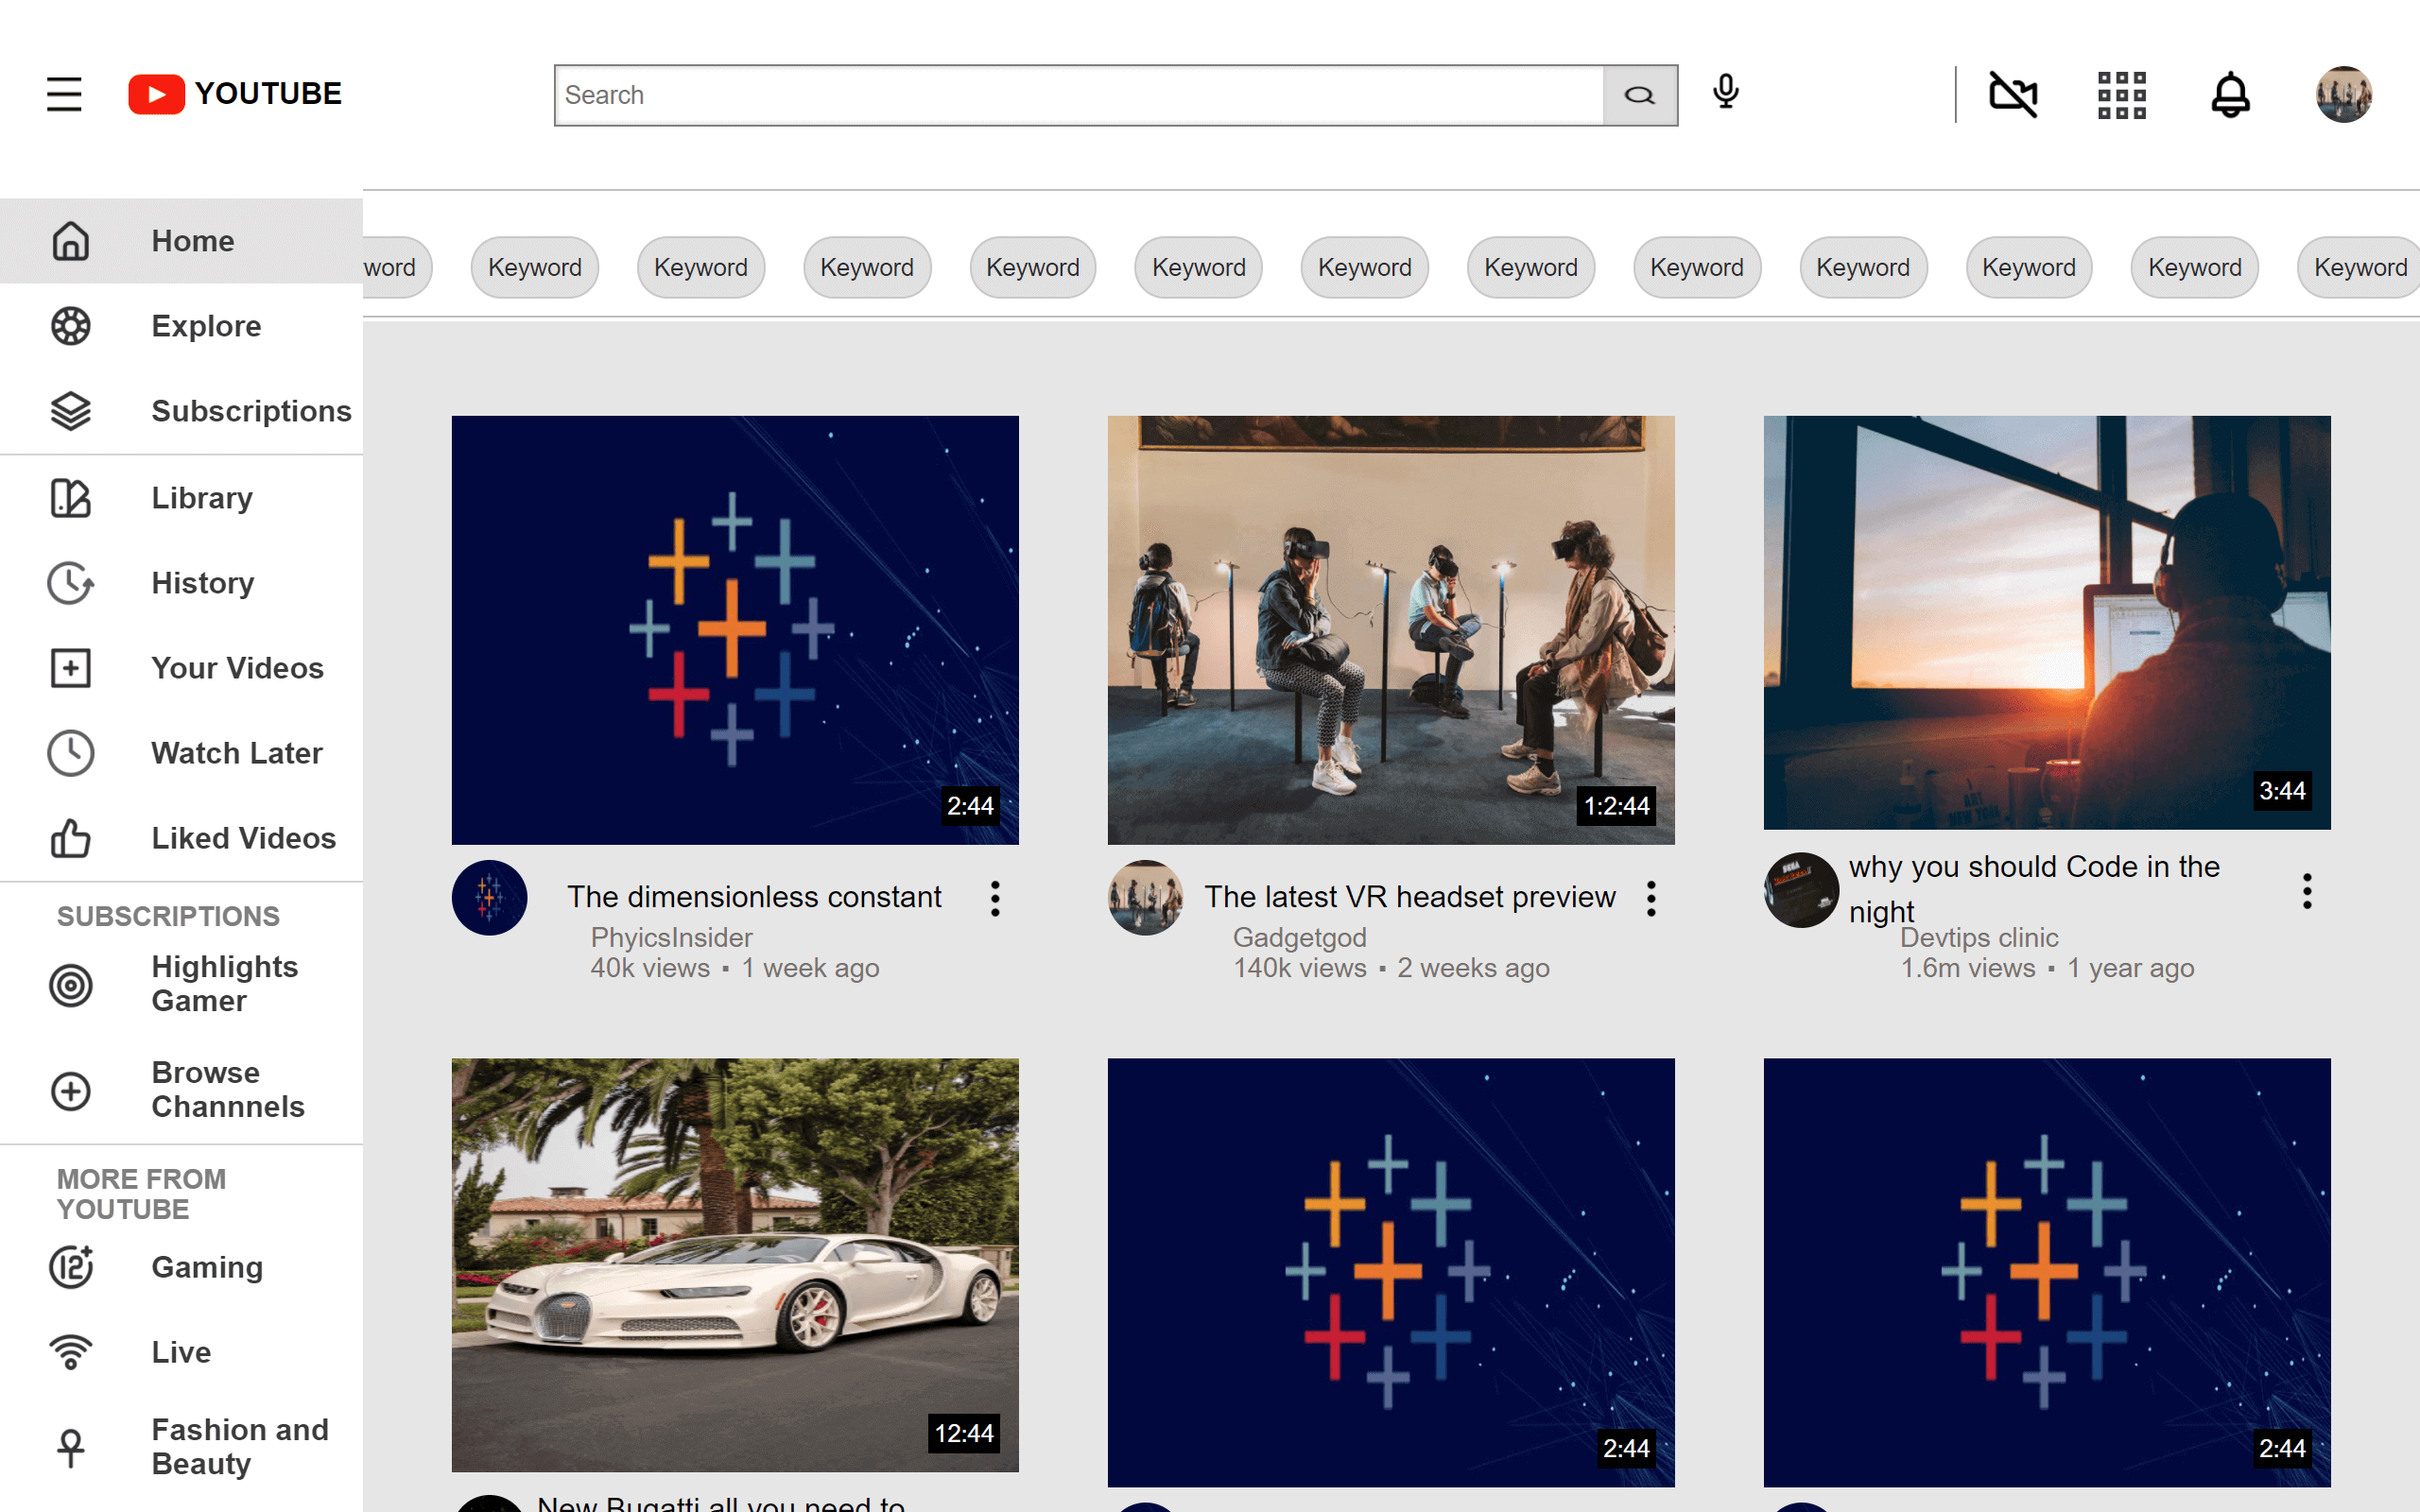 YOUTUBE
Search
Home
word
Keyword
Keyword
Keyword
Keyword
Keyword
Keyword
Keyword
Keyword
Keyword
Keyword
Keyword
Keyword
Explore
Subscriptions
Library
History
Your Videos
Watch Later
Liked Videos
SUBSCRIPTIONS
Highlights
Gamer
Browse
Channnels
MORE FROM
YOUTUBE
Gaming
Live
Fashion and
Beauty
2:44
The dimensionless constant
PhyicsInsider
40k views • 1 week ago
1:2:44
The latest VR headset preview
Gadgetgod
140k views • 2 weeks ago
3:44
why you should Code in the
night
Devtips clinic
1.6m views • 1 year ago
12:44
New Bugatti all you need to
2:44
2:44